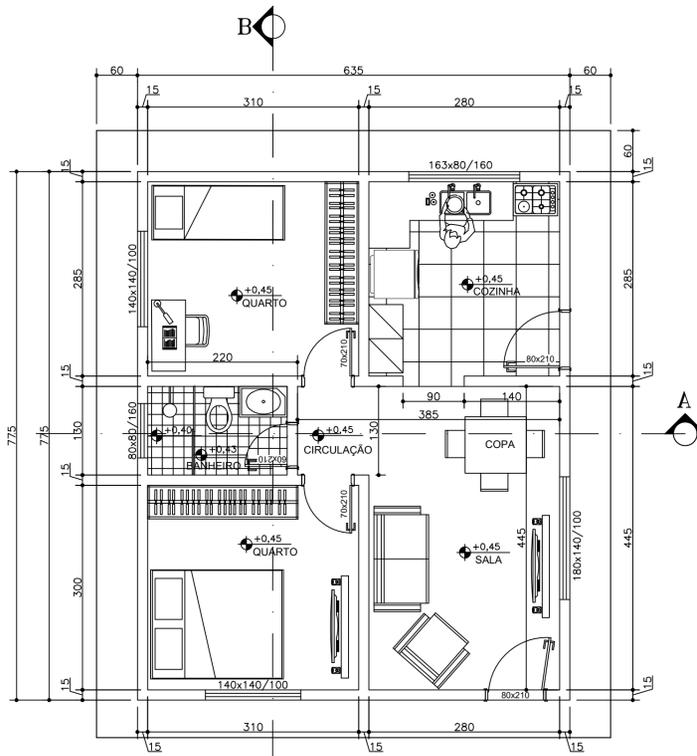 B
60
635
60
15
310
15
280
15
163x80/160
60
15
15
+0,45
QUARTO
+0,45
COZINHA
140x140/100
285
285
70x210
80x210
220
15
15
90
140
385
775
775
130
130
A
80x80/160
+0,40
+0,43
BANHEIRO
60x210
+0,45
CIRCULAÇÃO
COPA
15
70x210
+0,45
QUARTO
+0,45
SALA
445
445
180x140/100
300
140x140/100
80x210
15
15
310
280
15
15
15